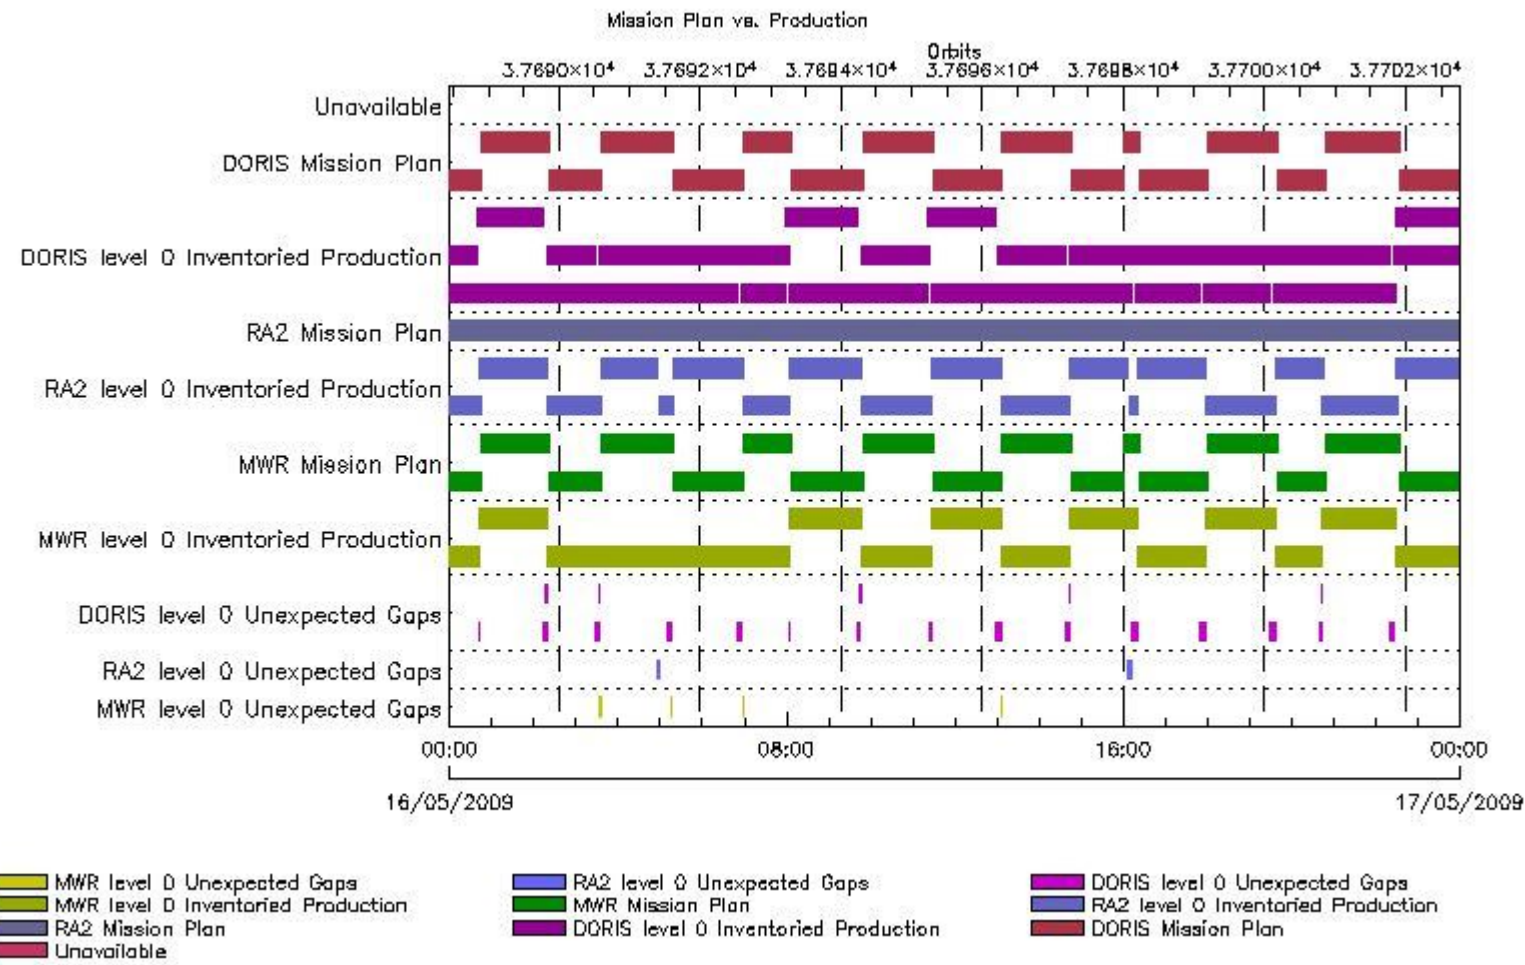 Mission Plan vs. Production
Orbits
3.7690×10⁴ 3.7692×10⁴ 3.7694×10⁴ 3.7696×10⁴ 3.7698×10⁴ 3.7700×10⁴ 3.7702×10⁴
Unavailable
DORIS Mission Plan
DORIS level 0 Inventoried Production
RA2 Mission Plan
RA2 level 0 Inventoried Production
MWR Mission Plan
MWR level 0 Inventoried Production
DORIS level 0 Unexpected Gaps
RA2 level 0 Unexpected Gaps
MWR level 0 Unexpected Gaps
00:00 08:00 16:00 00:00
16/05/2009 17/05/2009
MWR level 0 Unexpected Gaps RA2 level 0 Unexpected Gaps DORIS level 0 Unexpected Gaps
MWR level 0 Inventoried Production MWR Mission Plan RA2 level 0 Inventoried Production
RA2 Mission Plan DORIS level 0 Inventoried Production DORIS Mission Plan
Unavailable